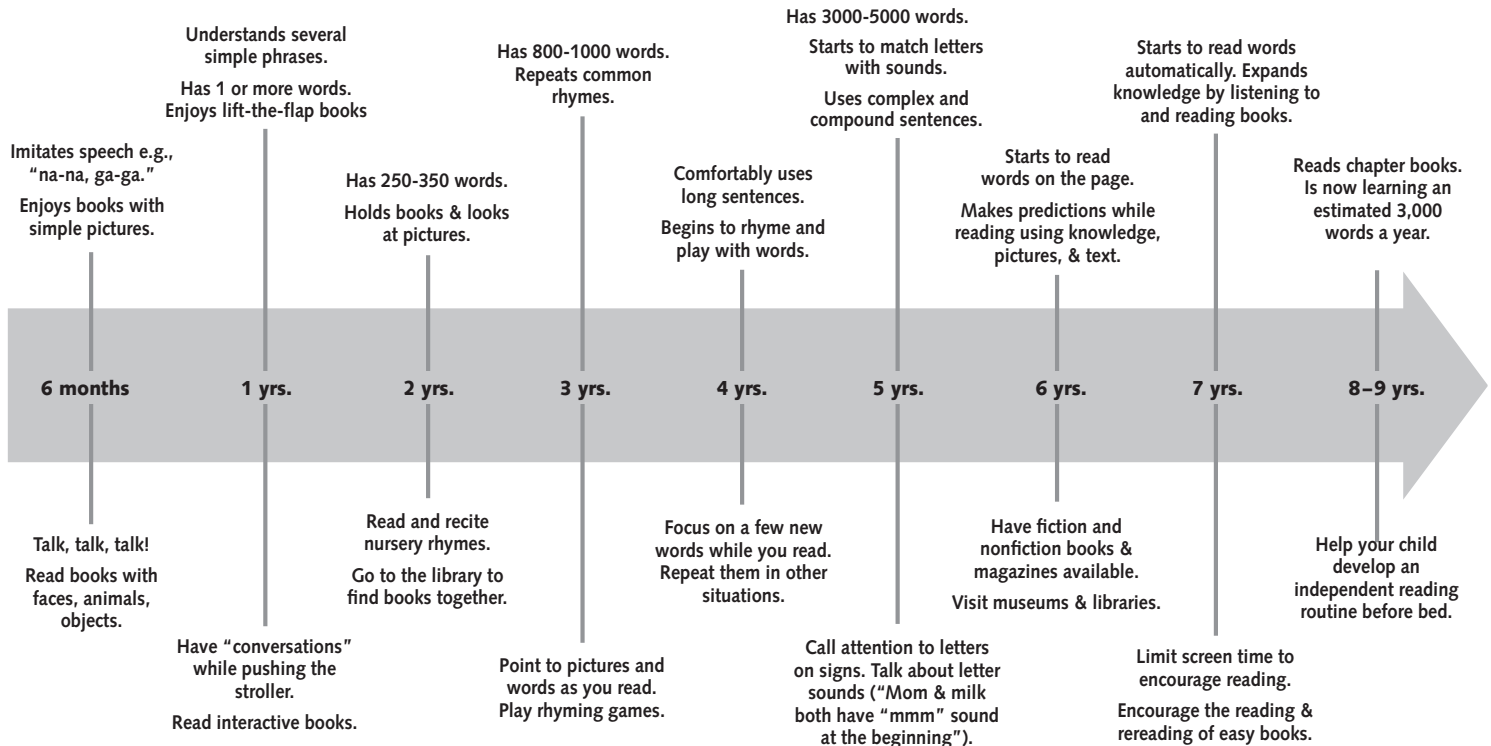 Imitates speech e.g.,
“na-na, ga-ga.”
Enjoys books with
simple pictures.
Understands several
simple phrases.
Has 1 or more words.
Enjoys lift-the-flap books
Has 250-350 words.
Holds books & looks
at pictures.
Has 800-1000 words.
Repeats common
rhymes.
Comfortably uses
long sentences.
Begins to rhyme and
play with words.
Has 3000-5000 words.
Starts to match letters
with sounds.
Uses complex and
compound sentences.
Starts to read
words on the page.
Makes predictions while
reading using knowledge,
pictures, & text.
Starts to read words
automatically. Expands
knowledge by listening to
and reading books.
Reads chapter books.
Is now learning an
estimated 3,000
words a year.
6 months
1 yrs.
2 yrs.
3 yrs.
4 yrs.
5 yrs.
6 yrs.
7 yrs.
8–9 yrs.
Talk, talk, talk!
Read books with
faces, animals,
objects.
Have “conversations”
while pushing the
stroller.
Read interactive books.
Read and recite
nursery rhymes.
Go to the library to
find books together.
Point to pictures and
words as you read.
Play rhyming games.
Focus on a few new
words while you read.
Repeat them in other
situations.
Call attention to letters
on signs. Talk about letter
sounds (“Mom & milk
both have “mmm” sound
at the beginning”).
Have fiction and
nonfiction books &
magazines available.
Visit museums & libraries.
Limit screen time to
encourage reading.
Encourage the reading &
rereading of easy books.
Help your child
develop an
independent reading
routine before bed.